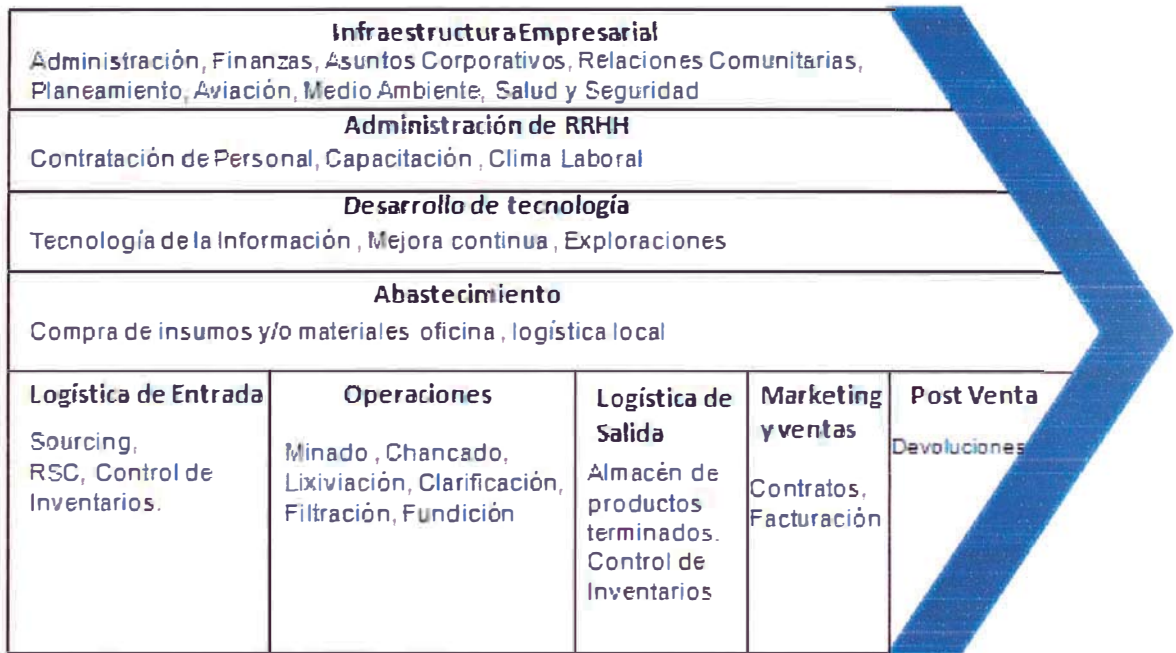 Infraestructura Empresarial
Administración, Finanzas, Asuntos Corporativos, Relaciones Comunitarias,
Planeamiento, Aviación, Medio Ambiente, Salud y Seguridad
Administración de RRHH
Contratación de Personal, Capacitación , Clima Laboral
Desarrollo de tecnología
Tecnología de la Información , Mejora continua , Exploraciones
Abastecimiento
Compra de insumos y/o materiales oficina , logística local
Logística de Entrada
Sourcing,
RSC, Control de
Inventarios.
Operaciones
Minado , Chancado,
Lixiviación, Clarificación,
Filtración, Fundición
Logística de
Salida
Almacén de
productos
terminados.
Control de
Inventarios
Marketing
y ventas
Contratos,
Facturación
Post Venta
Devoluciones